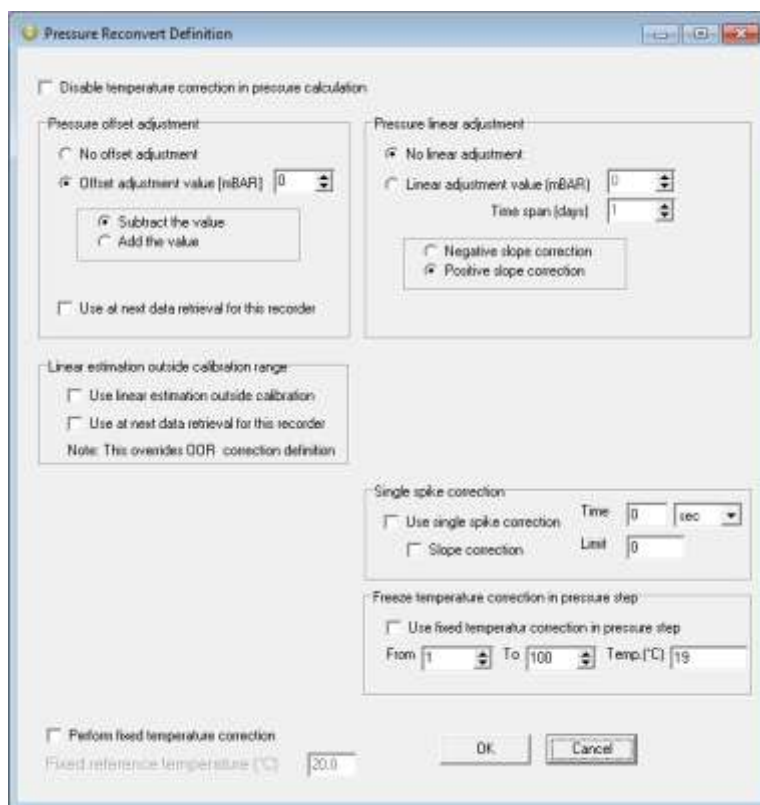 Pressure Reconvert Definition
Disable temperature correction in pressure calculation
Pressure offset adjustment
No offset adjustment
Offset adjustment value (mBAR) 0
Subtract the value
Add the value
Use at next data retrieval for this recorder
Pressure linear adjustment
No linear adjustment
Linear adjustment value (mBAR) 0
Time span (days) 1
Negative slope correction
Positive slope correction
Linear estimation outside calibration range
Use linear estimation outside calibration
Use at next data retrieval for this recorder
Note: This overrides OOR correction definition
Single spike correction
Use single spike correction Time 0 sec
Slope correction Limit 0
Freeze temperature correction in pressure step
Use fixed temperatur correction in pressure step
From 1 To 100 Temp.(°C) 19
Perform fixed temperature correction
Fixed reference temperature (°C) 20.0
OK Cancel